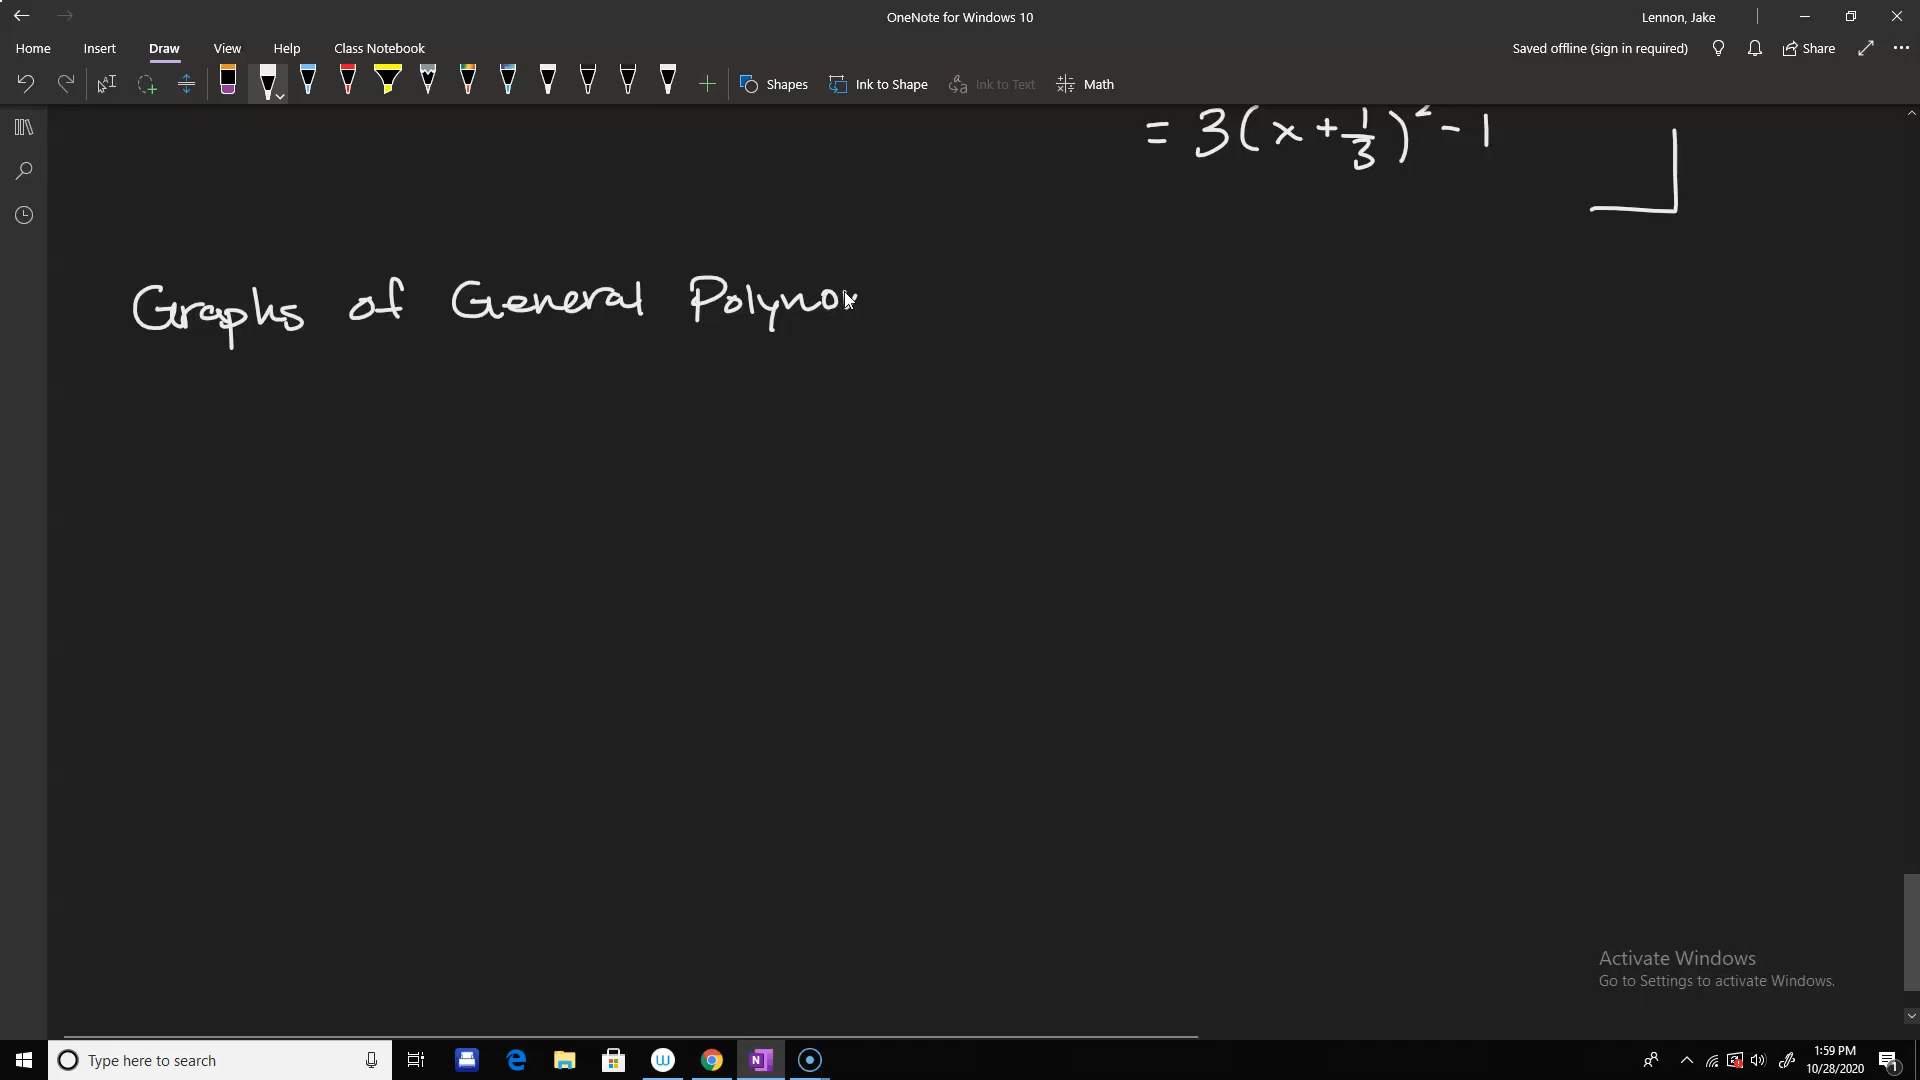 OneNote for Windows 10
Lennon, Jake
Home Insert Draw View Help Class Notebook
Saved offline (sign in required) Share
Shapes Ink to Shape Ink to Text Math
= 3(x + 1/3)² - 1
Graphs of General Polyno
Activate Windows
Go to Settings to activate Windows.
Type here to search
1:59 PM
10/28/2020